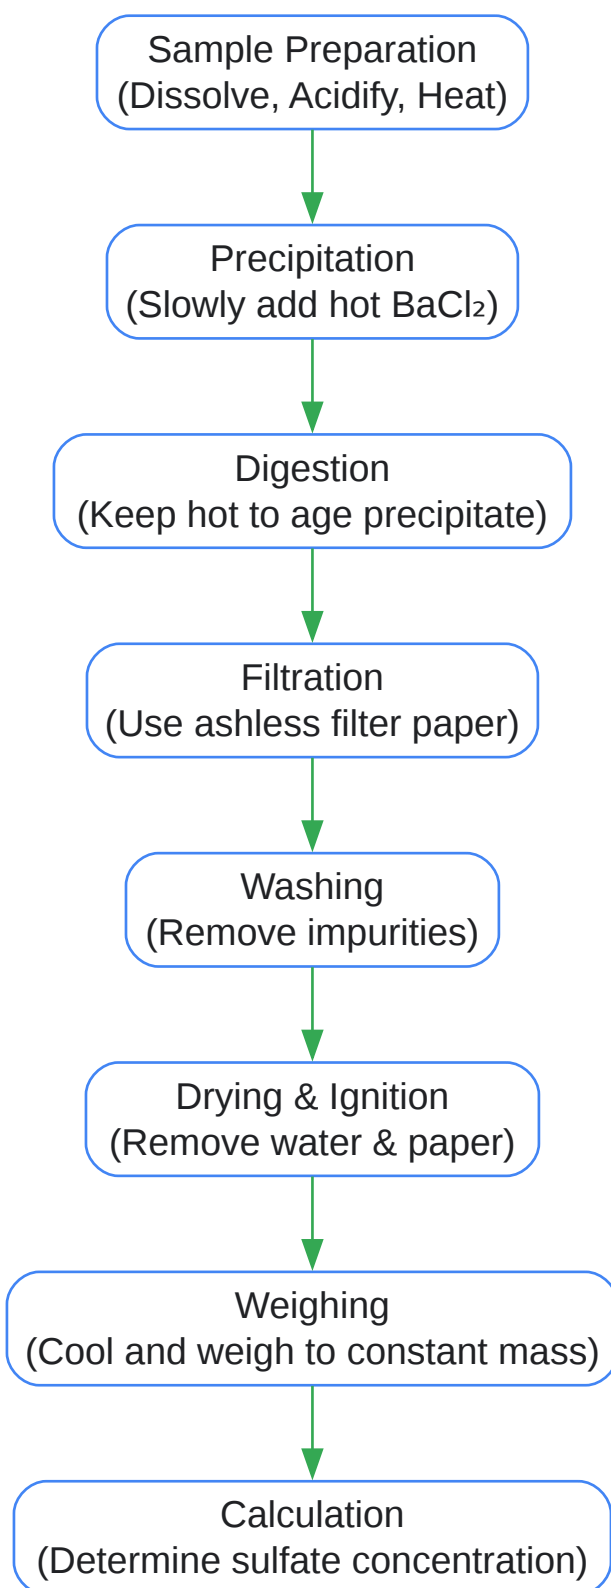 Sample Preparation
(Dissolve, Acidify, Heat)
Precipitation
(Slowly add hot BaCl₂)
Digestion
(Keep hot to age precipitate)
Filtration
(Use ashless filter paper)
Washing
(Remove impurities)
Drying & Ignition
(Remove water & paper)
Weighing
(Cool and weigh to constant mass)
Calculation
(Determine sulfate concentration)